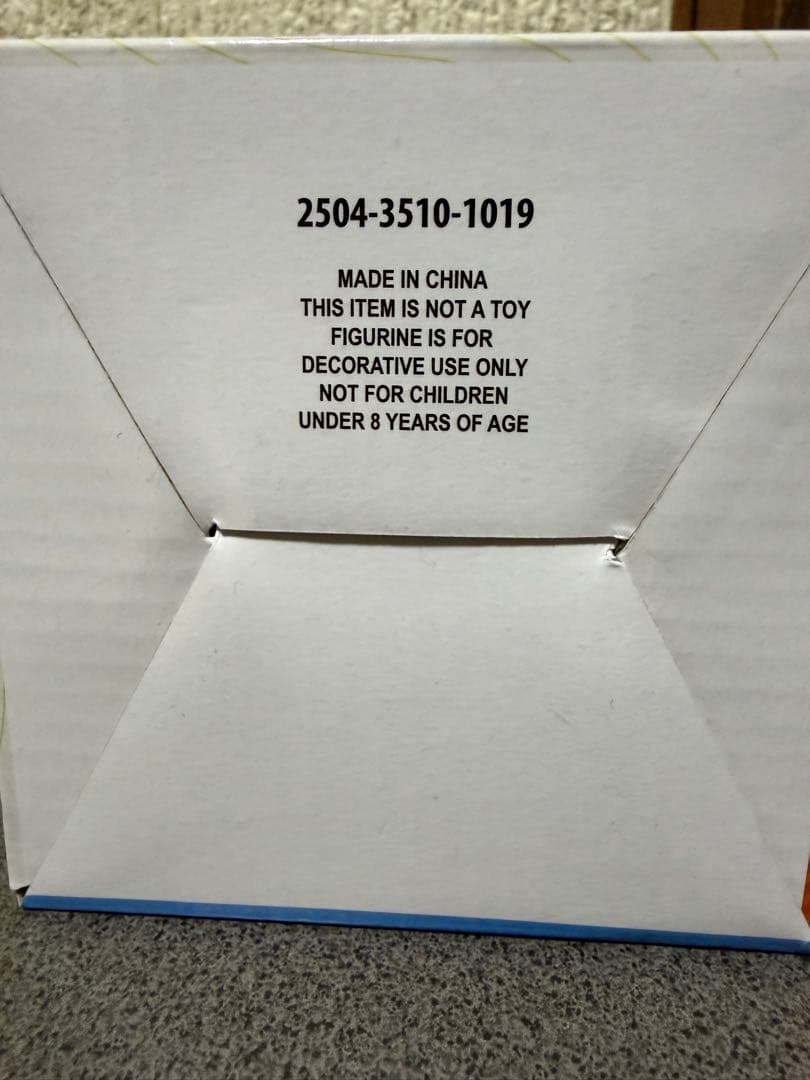 2504-3510-1019
MADE IN CHINA
THIS ITEM IS NOT A TOY
FIGURINE IS FOR
DECORATIVE USE ONLY
NOT FOR CHILDREN
UNDER 8 YEARS OF AGE